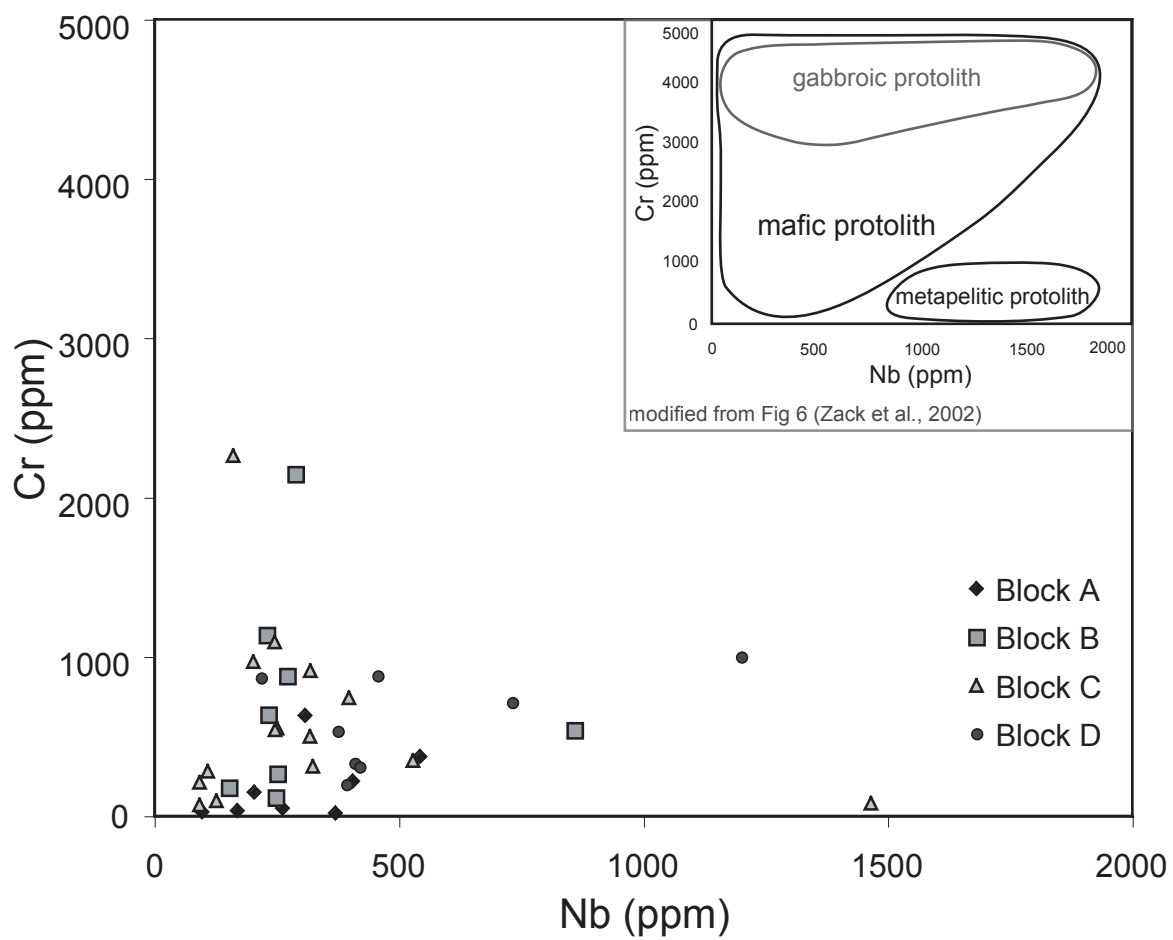 5000
4000
3000
2000
1000
0
Cr (ppm)
0 500 1000 1500 2000
Nb (ppm)
5000
4000
3000
2000
1000
0
Cr (ppm)
gabbroic protolith
mafic protolith
metapelitic protolith
0 500 1000 1500 2000
Nb (ppm)
modified from Fig 6 (Zack et al., 2002)
Block A
Block B
Block C
Block D